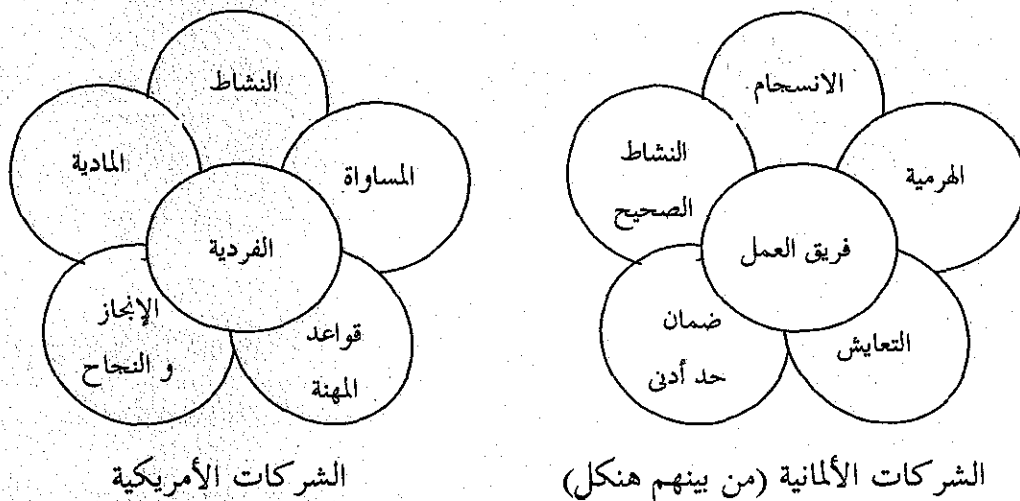 الانسجام
الهرمية
النشاط
الصحيح
فريق العمل
ضمان
حد أدنى
التعايش
الشركات الألمانية (من بينهم هنكل)
النشاط
المساواة
المادية
الفردية
الإنجاز
و النجاح
قواعد
المهنة
الشركات الأمريكية